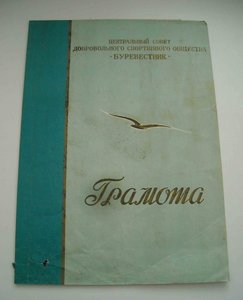 ЦЕНТРАЛЬНЫЙ СОВЕТ
ДОБРОВОЛЬНОГО СПОРТИВНОГО ОБЩЕСТВА
-БУРЕВЕСТНИК-
Грамота